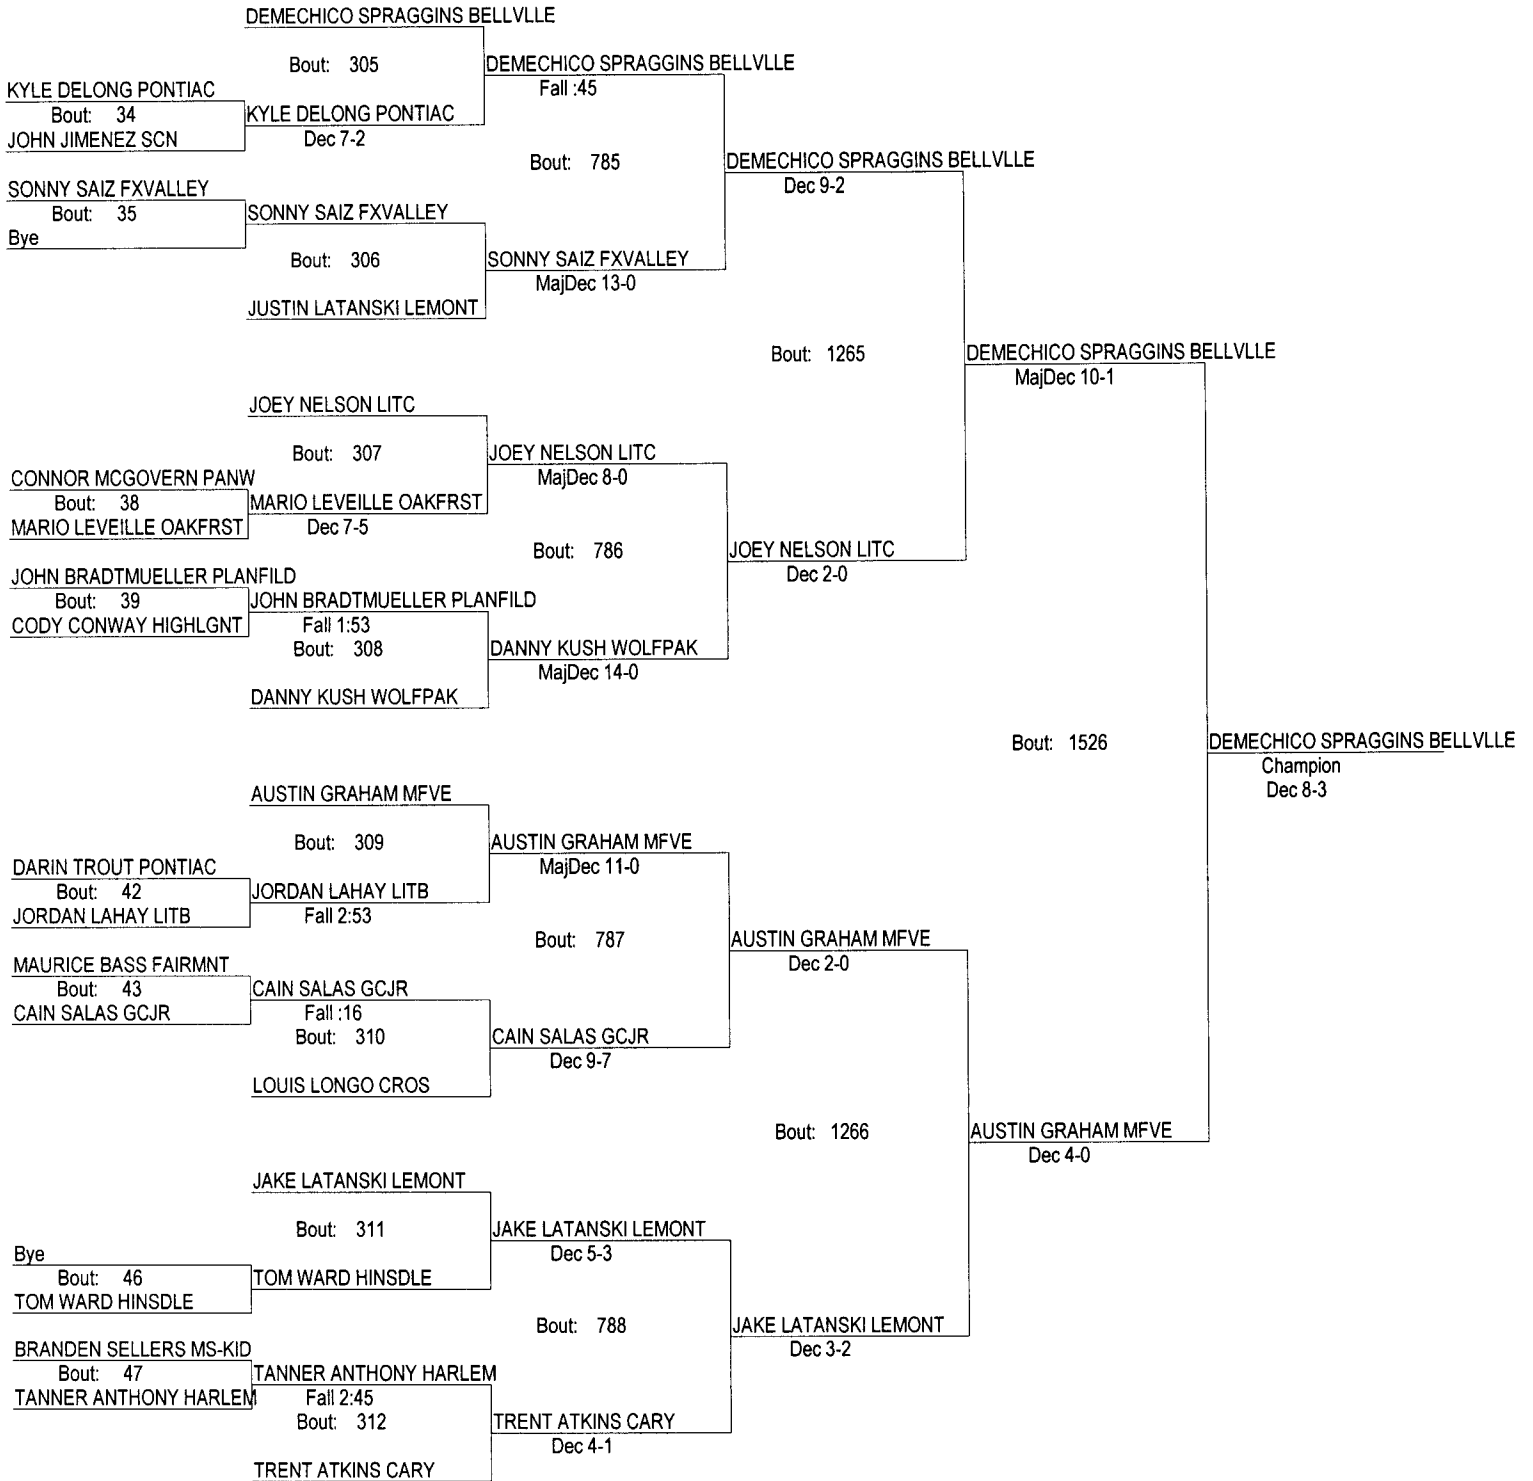 DEMECHICO SPRAGGINS BELLVLLE
Bout: 305
DEMECHICO SPRAGGINS BELLVLLE
Fall :45
KYLE DELONG PONTIAC
Bout: 34
JOHN JIMENEZ SCN
KYLE DELONG PONTIAC
Dec 7-2
Bout: 785
DEMECHICO SPRAGGINS BELLVLLE
Dec 9-2
SONNY SAIZ FXVALLEY
Bout: 35
Bye
SONNY SAIZ FXVALLEY
Bout: 306
SONNY SAIZ FXVALLEY
MajDec 13-0
JUSTIN LATANSKI LEMONT
Bout: 1265
DEMECHICO SPRAGGINS BELLVLLE
MajDec 10-1
JOEY NELSON LITC
Bout: 307
JOEY NELSON LITC
MajDec 8-0
CONNOR MCGOVERN PANW
Bout: 38
MARIO LEVEILLE OAKFRST
MARIO LEVEILLE OAKFRST
Dec 7-5
Bout: 786
JOEY NELSON LITC
Dec 2-0
JOHN BRADTMUELLER PLANFILD
Bout: 39
CODY CONWAY HIGHLGNT
JOHN BRADTMUELLER PLANFILD
Fall 1:53
Bout: 308
DANNY KUSH WOLFPAK
MajDec 14-0
DANNY KUSH WOLFPAK
Bout: 1526
DEMECHICO SPRAGGINS BELLVLLE
Champion
Dec 8-3
AUSTIN GRAHAM MFVE
Bout: 309
AUSTIN GRAHAM MFVE
MajDec 11-0
DARIN TROUT PONTIAC
Bout: 42
JORDAN LAHAY LITB
JORDAN LAHAY LITB
Fall 2:53
Bout: 787
AUSTIN GRAHAM MFVE
Dec 2-0
MAURICE BASS FAIRMNT
Bout: 43
CAIN SALAS GCJR
CAIN SALAS GCJR
Fall :16
Bout: 310
CAIN SALAS GCJR
Dec 9-7
LOUIS LONGO CROS
Bout: 1266
AUSTIN GRAHAM MFVE
Dec 4-0
JAKE LATANSKI LEMONT
Bout: 311
JAKE LATANSKI LEMONT
Dec 5-3
Bye
Bout: 46
TOM WARD HINSDLE
TOM WARD HINSDLE
Bout: 788
JAKE LATANSKI LEMONT
Dec 3-2
BRANDEN SELLERS MS-KID
Bout: 47
TANNER ANTHONY HARLEM
TANNER ANTHONY HARLEM
Fall 2:45
Bout: 312
TRENT ATKINS CARY
Dec 4-1
TRENT ATKINS CARY